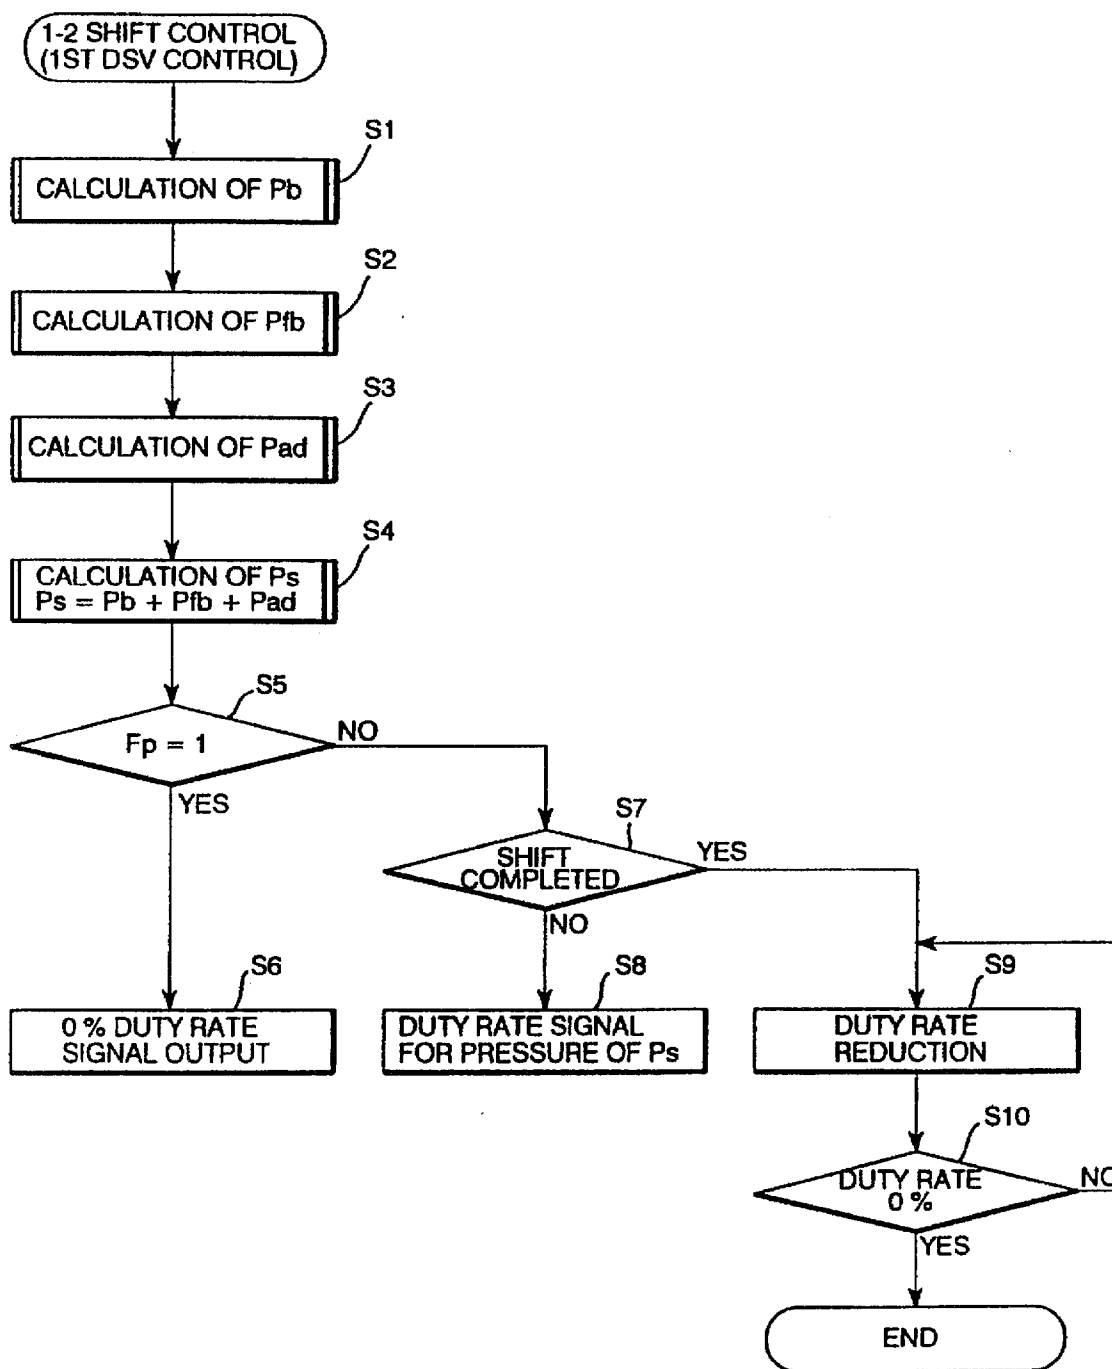 1-2 SHIFT CONTROL
(1ST DSV CONTROL)
S1
CALCULATION OF Pb
S2
CALCULATION OF Pfb
S3
CALCULATION OF Pad
S4
CALCULATION OF Ps
Ps = Pb + Pfb + Pad
S5
Fp = 1
NO
YES
S7
SHIFT
COMPLETED
YES
NO
S6
0 % DUTY RATE
SIGNAL OUTPUT
S8
DUTY RATE SIGNAL
FOR PRESSURE OF Ps
S9
DUTY RATE
REDUCTION
S10
DUTY RATE
0 %
NO
YES
END